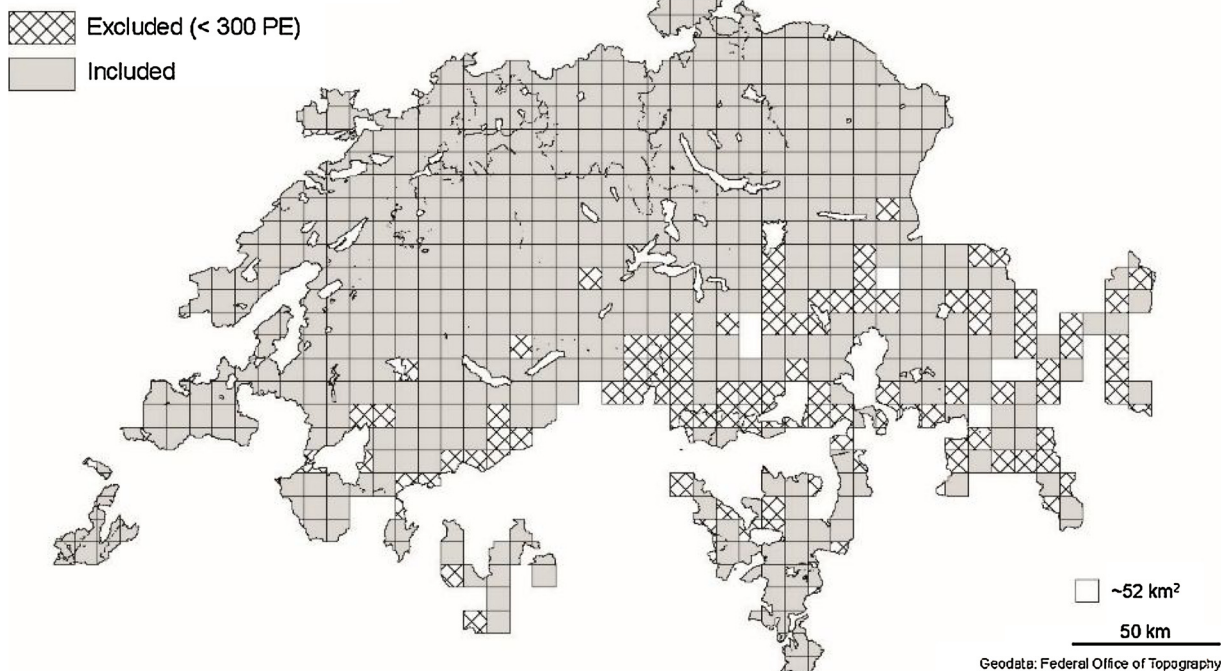 Excluded (< 300 PE)
Included
~52 km²
50 km
Geodata: Federal Office of Topography